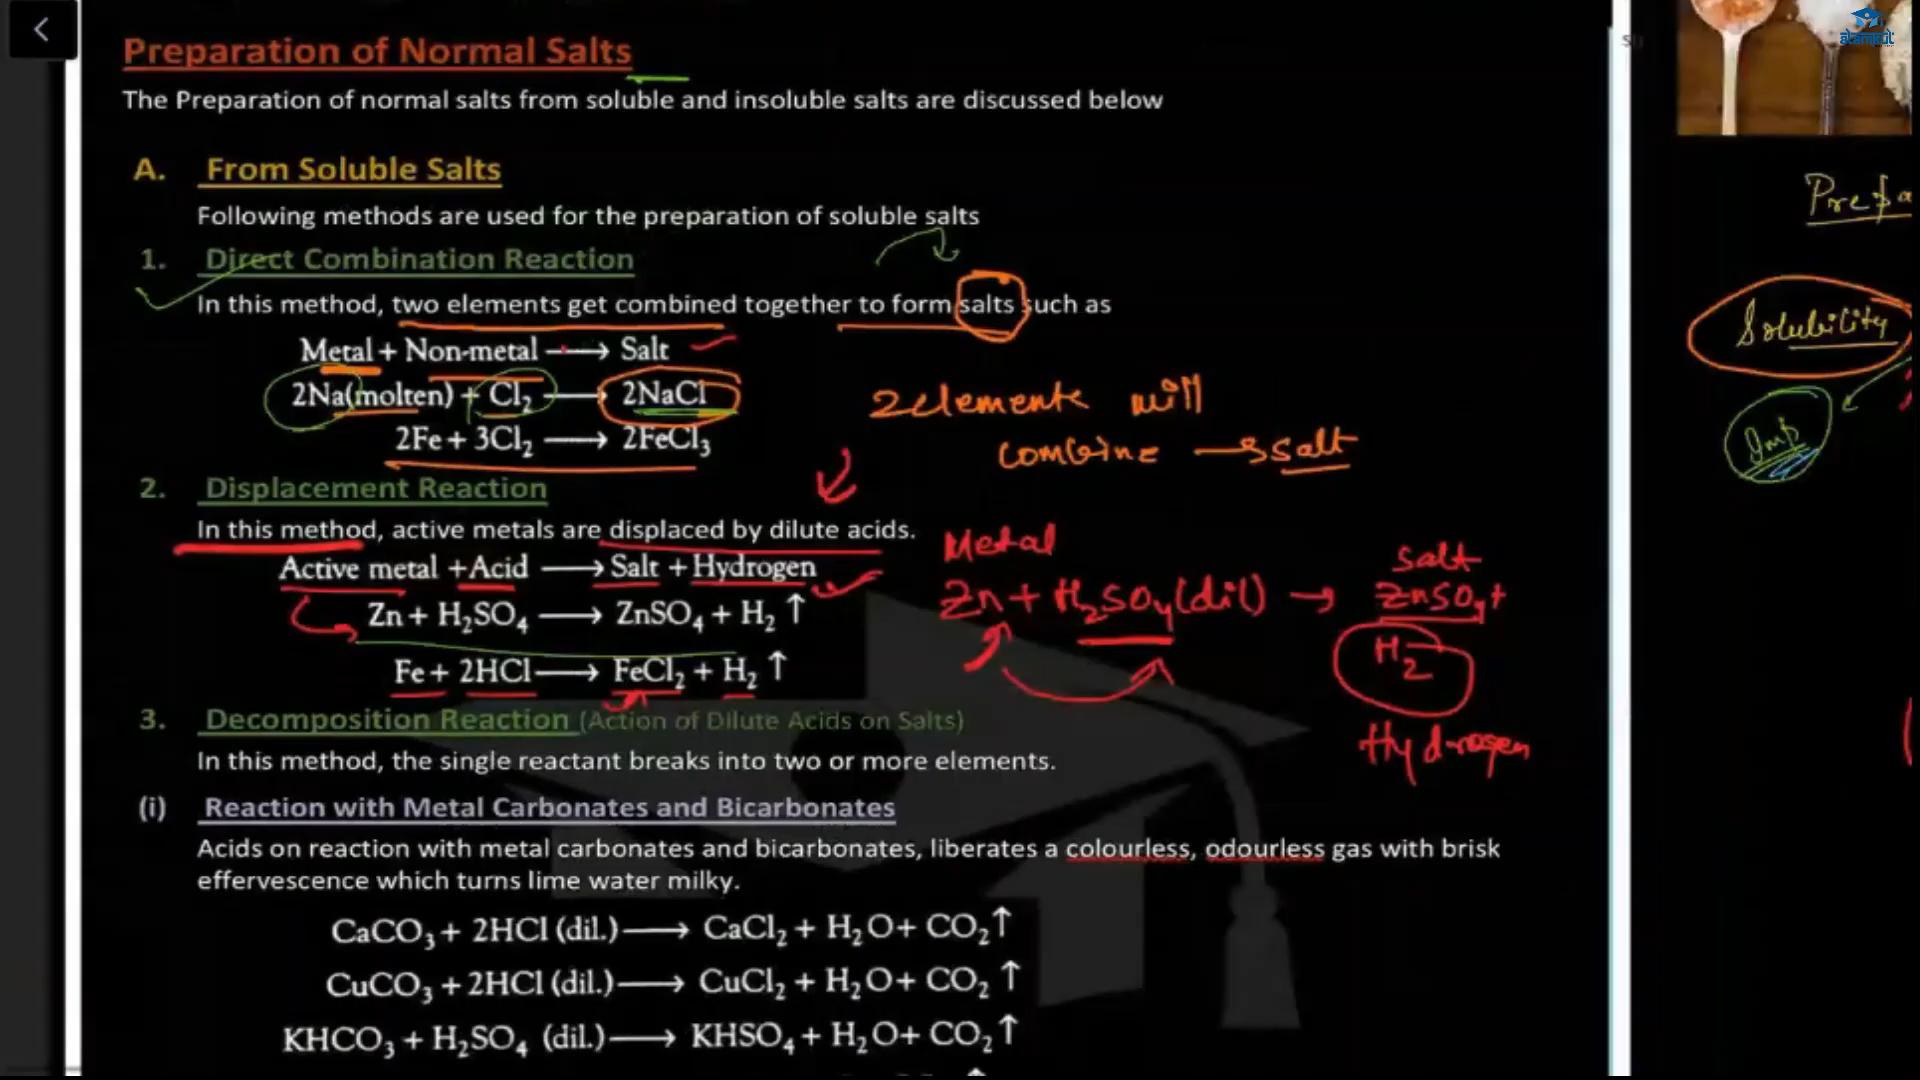 Preparation of Normal Salts
The Preparation of normal salts from soluble and insoluble salts are discussed below
A. From Soluble Salts
Following methods are used for the preparation of soluble salts
1. Direct Combination Reaction
In this method, two elements get combined together to form salts such as
Metal + Non-metal ⟶ Salt
2Na(molten) + Cl₂ ⟶ 2NaCl
2Fe + 3Cl₂ ⟶ 2FeCl₃
2elements will
combine → salt
2. Displacement Reaction
In this method, active metals are displaced by dilute acids.
Active metal +Acid ⟶ Salt + Hydrogen
Zn + H₂SO₄ ⟶ ZnSO₄ + H₂ ↑
Fe + 2HCl ⟶ FeCl₂ + H₂ ↑
Metal
Salt
Zn + H₂SO₄(dil) → ZnSO₄ +
H₂
Hydrogen
3. Decomposition Reaction (Action of Dilute Acids on Salts)
In this method, the single reactant breaks into two or more elements.
(i) Reaction with Metal Carbonates and Bicarbonates
Acids on reaction with metal carbonates and bicarbonates, liberates a colourless, odourless gas with brisk
effervescence which turns lime water milky.
CaCO₃ + 2HCl (dil.) ⟶ CaCl₂ + H₂O+ CO₂ ↑
CuCO₃ + 2HCl (dil.) ⟶ CuCl₂ + H₂O+ CO₂ ↑
KHCO₃ + H₂SO₄ (dil.) ⟶ KHSO₄ + H₂O+ CO₂ ↑
Prepa
Solubility
Imp